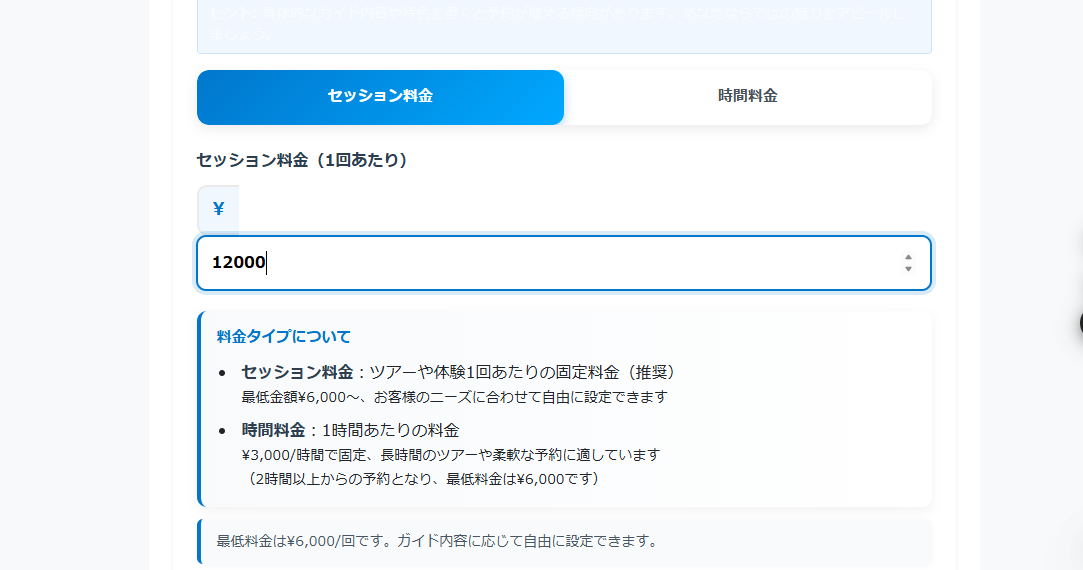 セッション料金
時間料金
セッション料金（1回あたり）
¥
12000
料金タイプについて
セッション料金：ツアーや体験1回あたりの固定料金（推奨）
最低金額¥6,000～、お客様のニーズに合わせて自由に設定できます
時間料金：1時間あたりの料金
¥3,000/時間で固定、長時間のツアーや柔軟な予約に適しています
（2時間以上からの予約となり、最低料金は¥6,000です）
最低料金は¥6,000/回です。ガイド内容に応じて自由に設定できます。